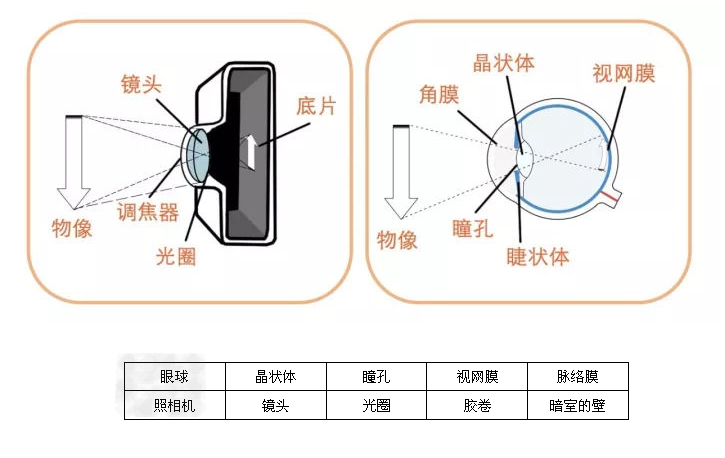 镜头
底片
调焦器
物像
光圈
晶状体
视网膜
角膜
瞳孔
物像
睫状体
眼球 晶状体 瞳孔 视网膜 脉络膜
照相机 镜头 光圈 胶卷 暗室的壁